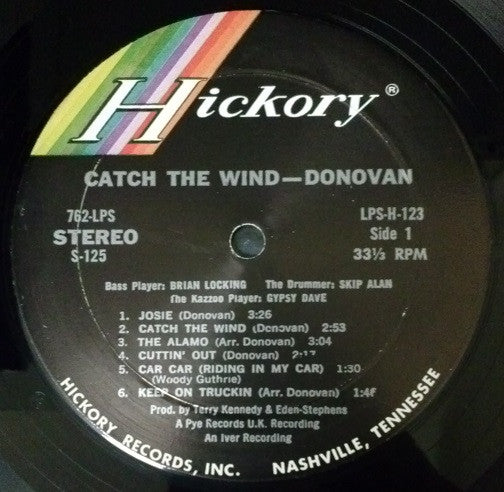 Hickory®
CATCH THE WIND—DONOVAN
762-LPS
LPS-H-123
STEREO
Side 1
S-125
33⅓ RPM
Bass Player: BRIAN LOCKING The Drummer: SKIP ALAN
The Kazzoo Player: GYPSY DAVE
1. JOSIE (Donovan) 3:26
2. CATCH THE WIND (Donovan) 2:53
3. THE ALAMO (Arr. Donovan) 3:04
4. CUTTIN' OUT (Donovan)
5. CAR CAR (RIDING IN MY CAR) 1:30
(Woody Guthrie)
6. KEEP ON TRUCKIN (Arr. Donovan) 1:46
Prod. by Terry Kennedy & Eden-Stephens
A Pye Records U.K. Recording
An Iver Recording
HICKORY RECORDS, INC. NASHVILLE, TENNESSEE